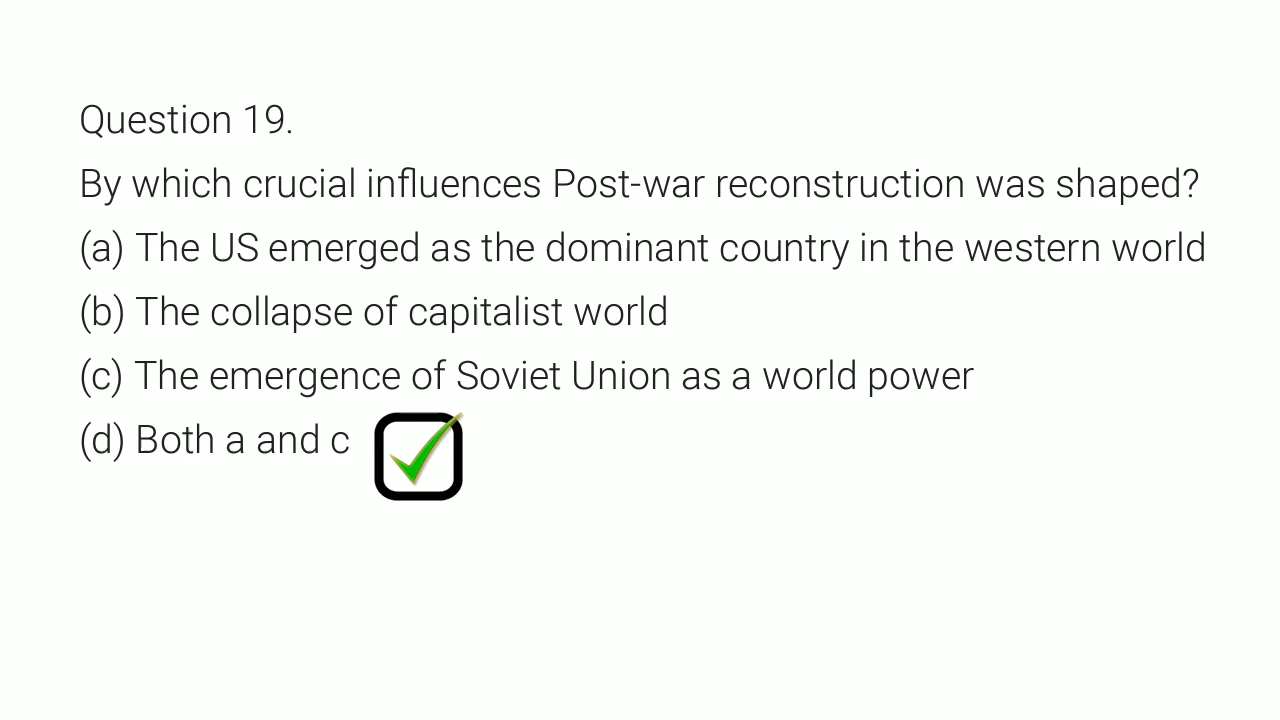 Question 19.
By which crucial influences Post-war reconstruction was shaped?
(a) The US emerged as the dominant country in the western world
(b) The collapse of capitalist world
(c) The emergence of Soviet Union as a world power
(d) Both a and c